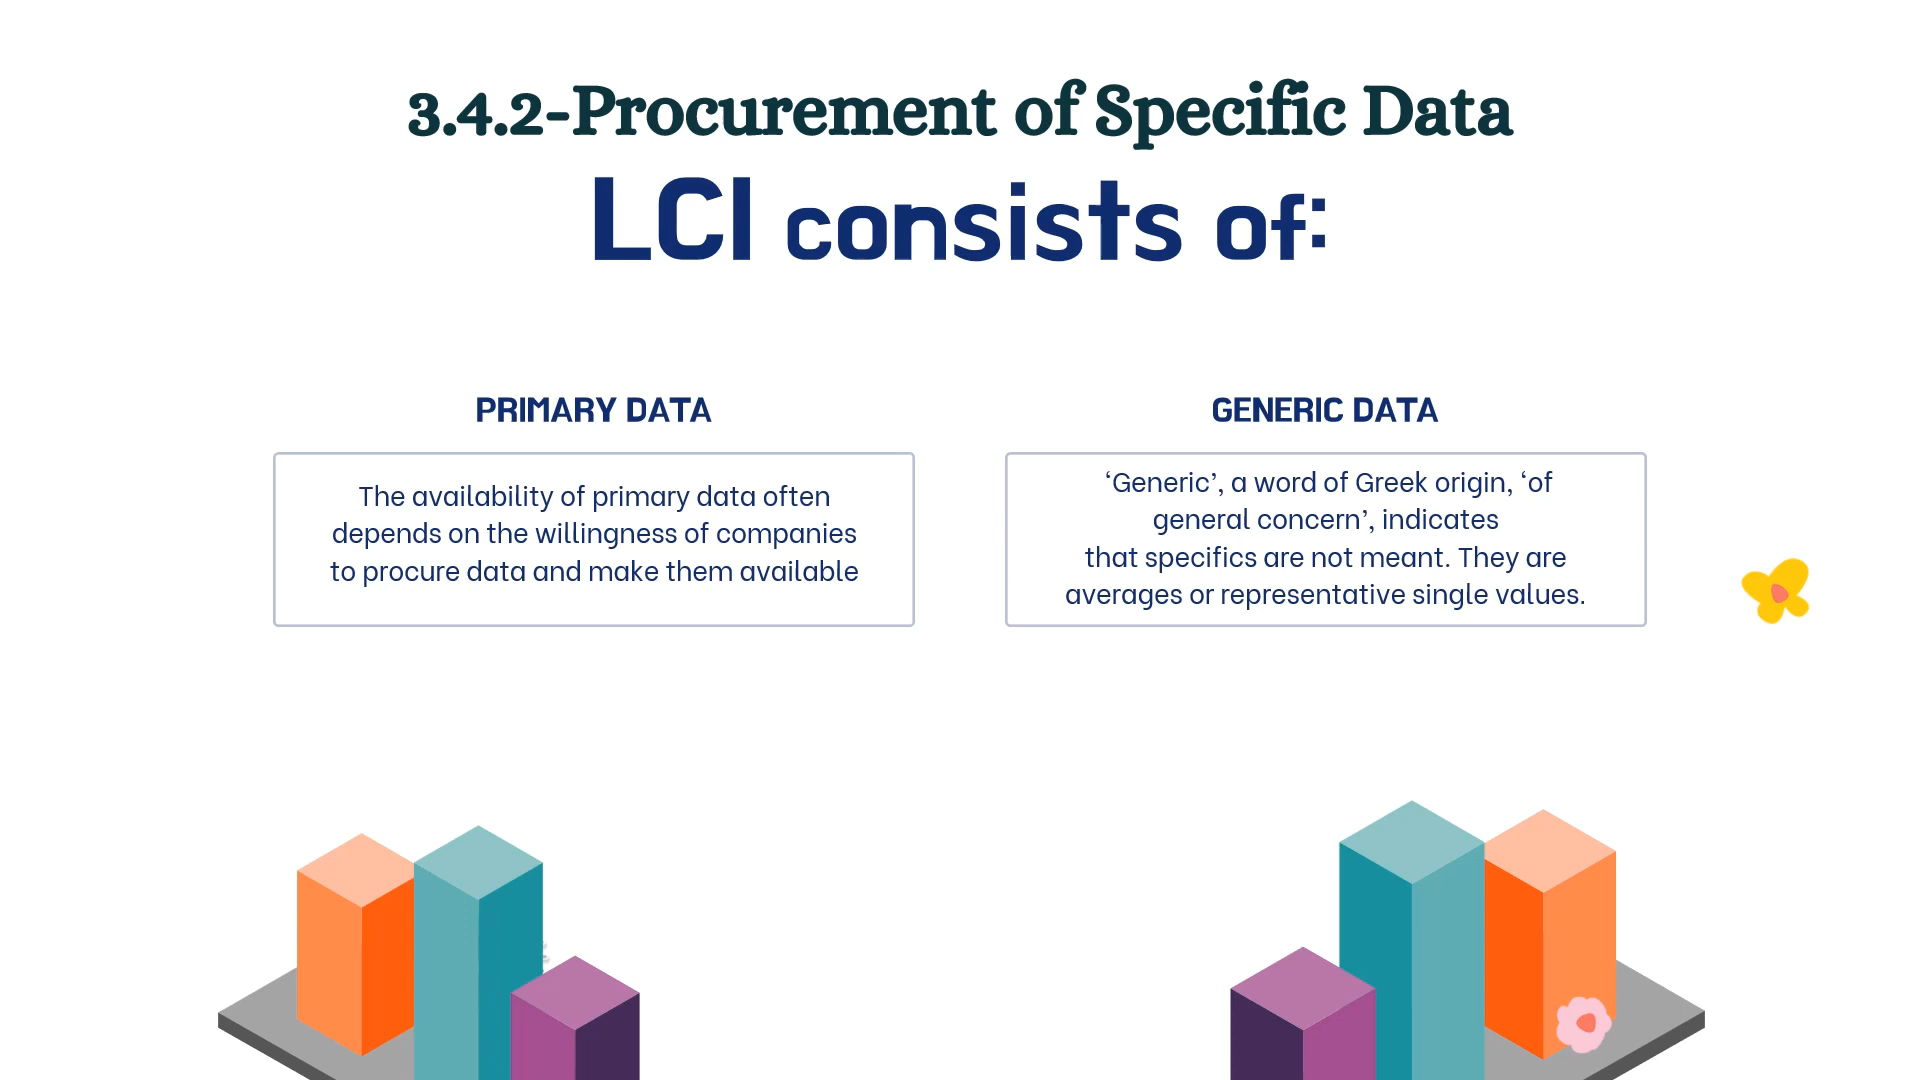 3.4.2-Procurement of Specific Data
LCI consists of:
PRIMARY DATA
The availability of primary data often
depends on the willingness of companies
to procure data and make them available
GENERIC DATA
‘Generic’, a word of Greek origin, ‘of
general concern’, indicates
that specifics are not meant. They are
averages or representative single values.